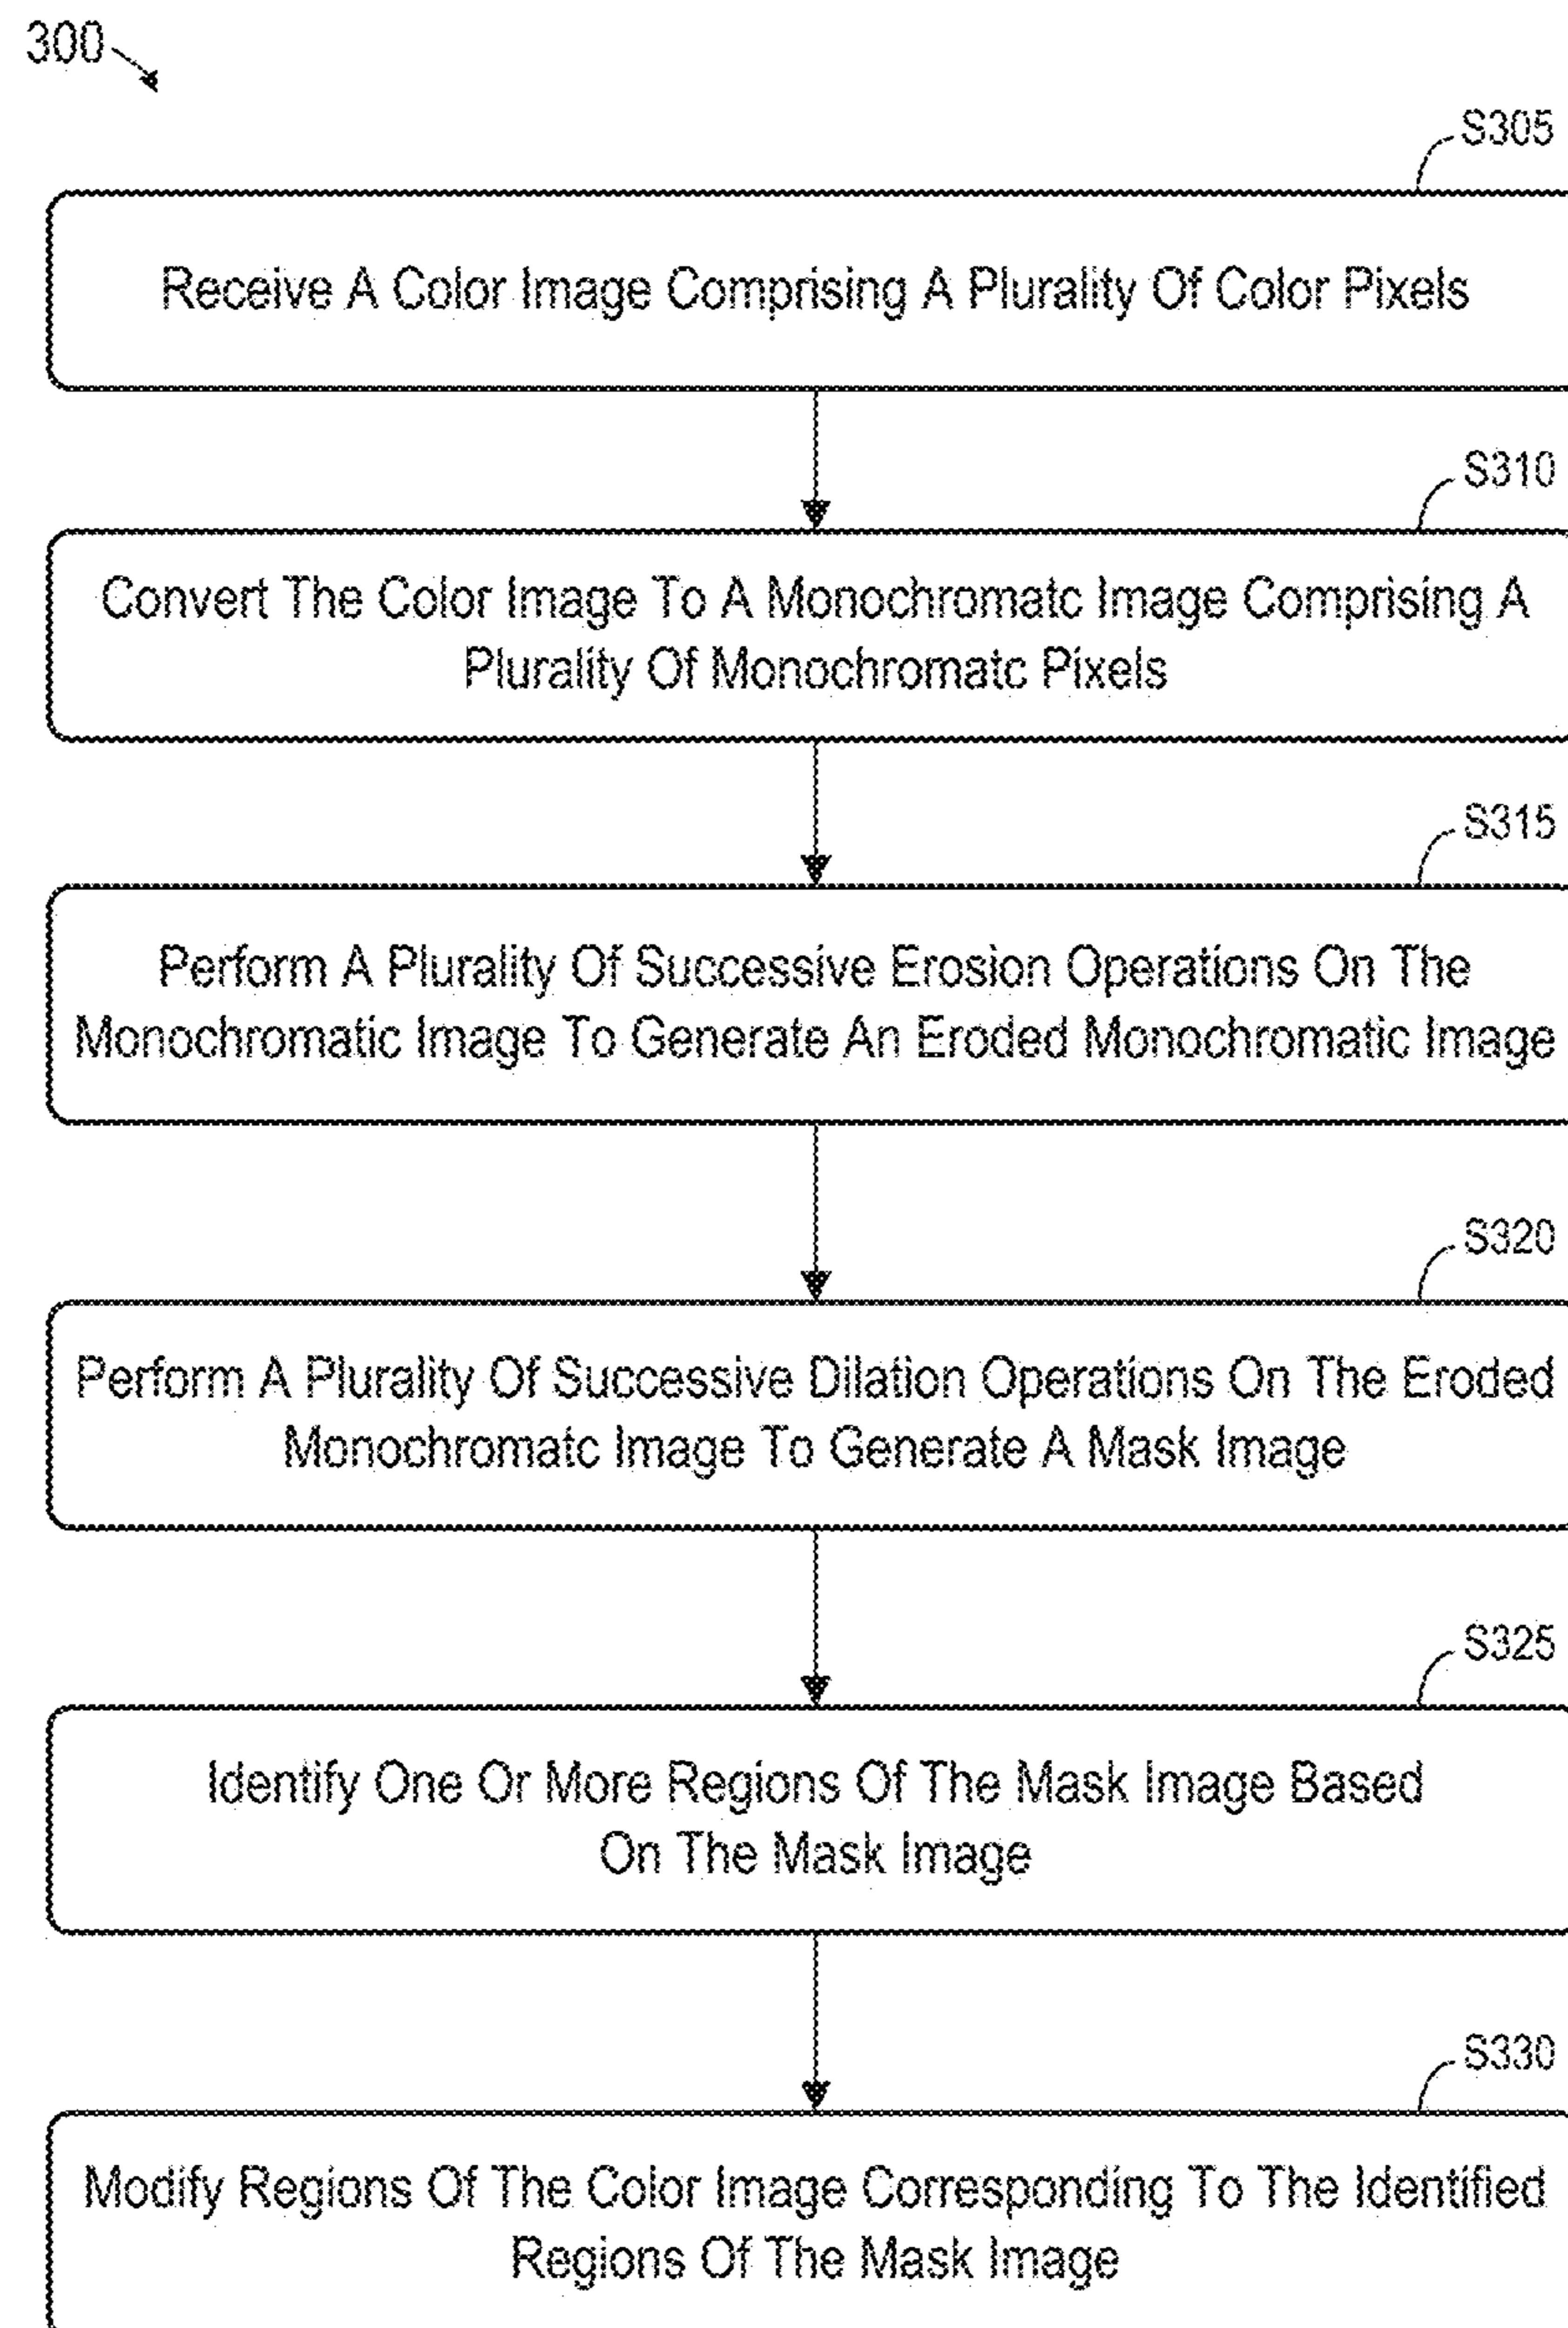 300
S305
Receive A Color Image Comprising A Plurality Of Color Pixels
S310
Convert The Color Image To A Monochromatc Image Comprising A
Plurality Of Monochromatc Pixels
S315
Perform A Plurality Of Successive Erosion Operations On The
Monochromatic Image To Generate An Eroded Monochromatic Image
S320
Perform A Plurality Of Successive Dilation Operations On The Eroded
Monochromatc Image To Generate A Mask Image
S325
Identify One Or More Regions Of The Mask Image Based
On The Mask Image
S330
Modify Regions Of The Color Image Corresponding To The Identified
Regions Of The Mask Image